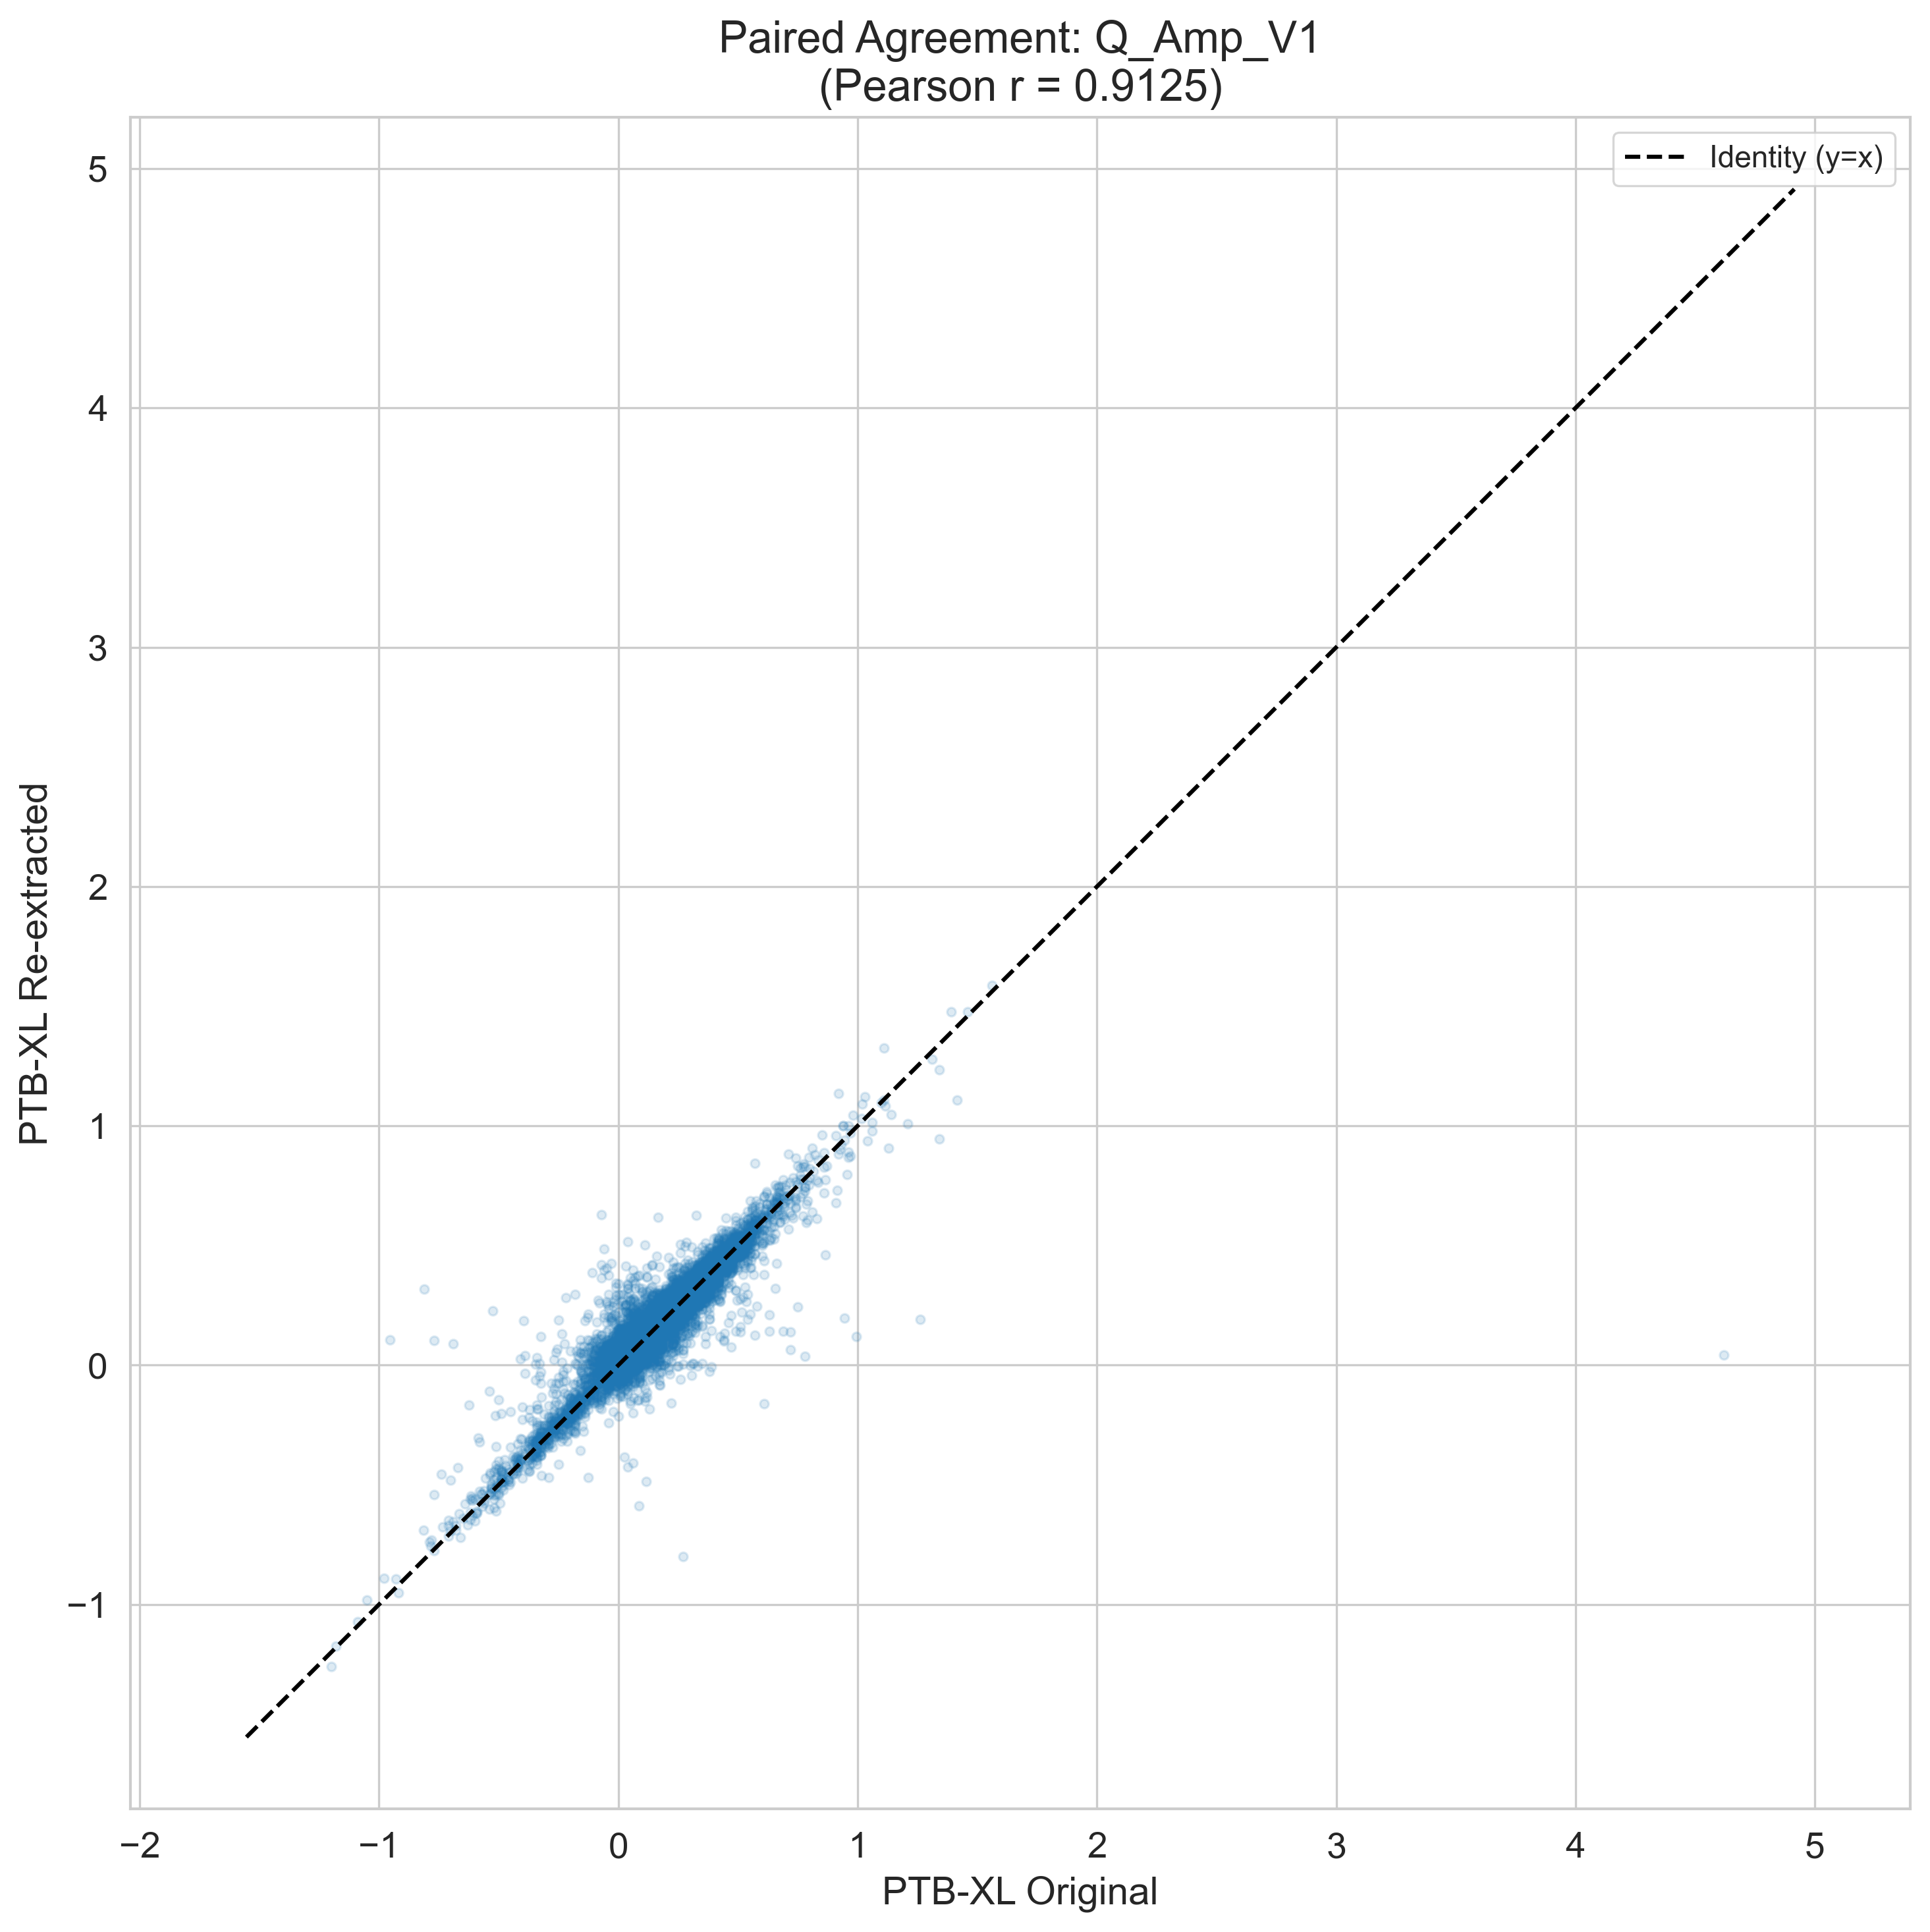 Paired Agreement: Q_Amp_V1
(Pearson r = 0.9125)
Identity (y=x)
5
4
3
2
1
0
−1
PTB-XL Re-extracted
−2 −1 0 1 2 3 4 5
PTB-XL Original